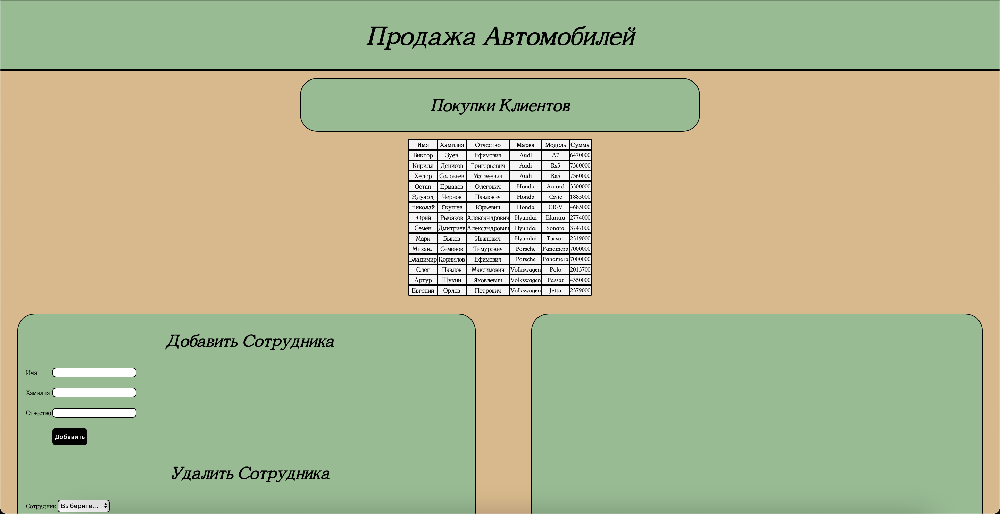 Продажа Автомобилей
Покупки Клиентов
Имя Хамилия Отчество Марка Модель Сумма
Виктор Зуев Ефимович Audi A7 6470000
Кирилл Денисов Григорьевич Audi Rs5 7360000
Хедор Соловьев Матвеевич Audi Rs5 7360000
Остап Ермаков Олегович Honda Accord 3500000
Эдуард Чернов Павлович Honda Civic 1885000
Николай Якушев Юрьевич Honda CR-V 4685000
Юрий Рыбаков Александрович Hyundai Elantra 2774000
Семён Дмитриев Александрович Hyundai Sonata 3747000
Марк Быков Иванович Hyundai Tucson 2519000
Михаил Семёнов Тимурович Porsche Panamera 7000000
Владимир Корнилов Ефимович Porsche Panamera 7000000
Олег Павлов Максимович Volkswagen Polo 2015700
Артур Щукин Яковлевич Volkswagen Passat 4350000
Евгений Орлов Петрович Volkswagen Jetta 2379000
Добавить Сотрудника
Имя
Хамилия
Отчество
Добавить
Удалить Сотрудника
Сотрудник Выберите...